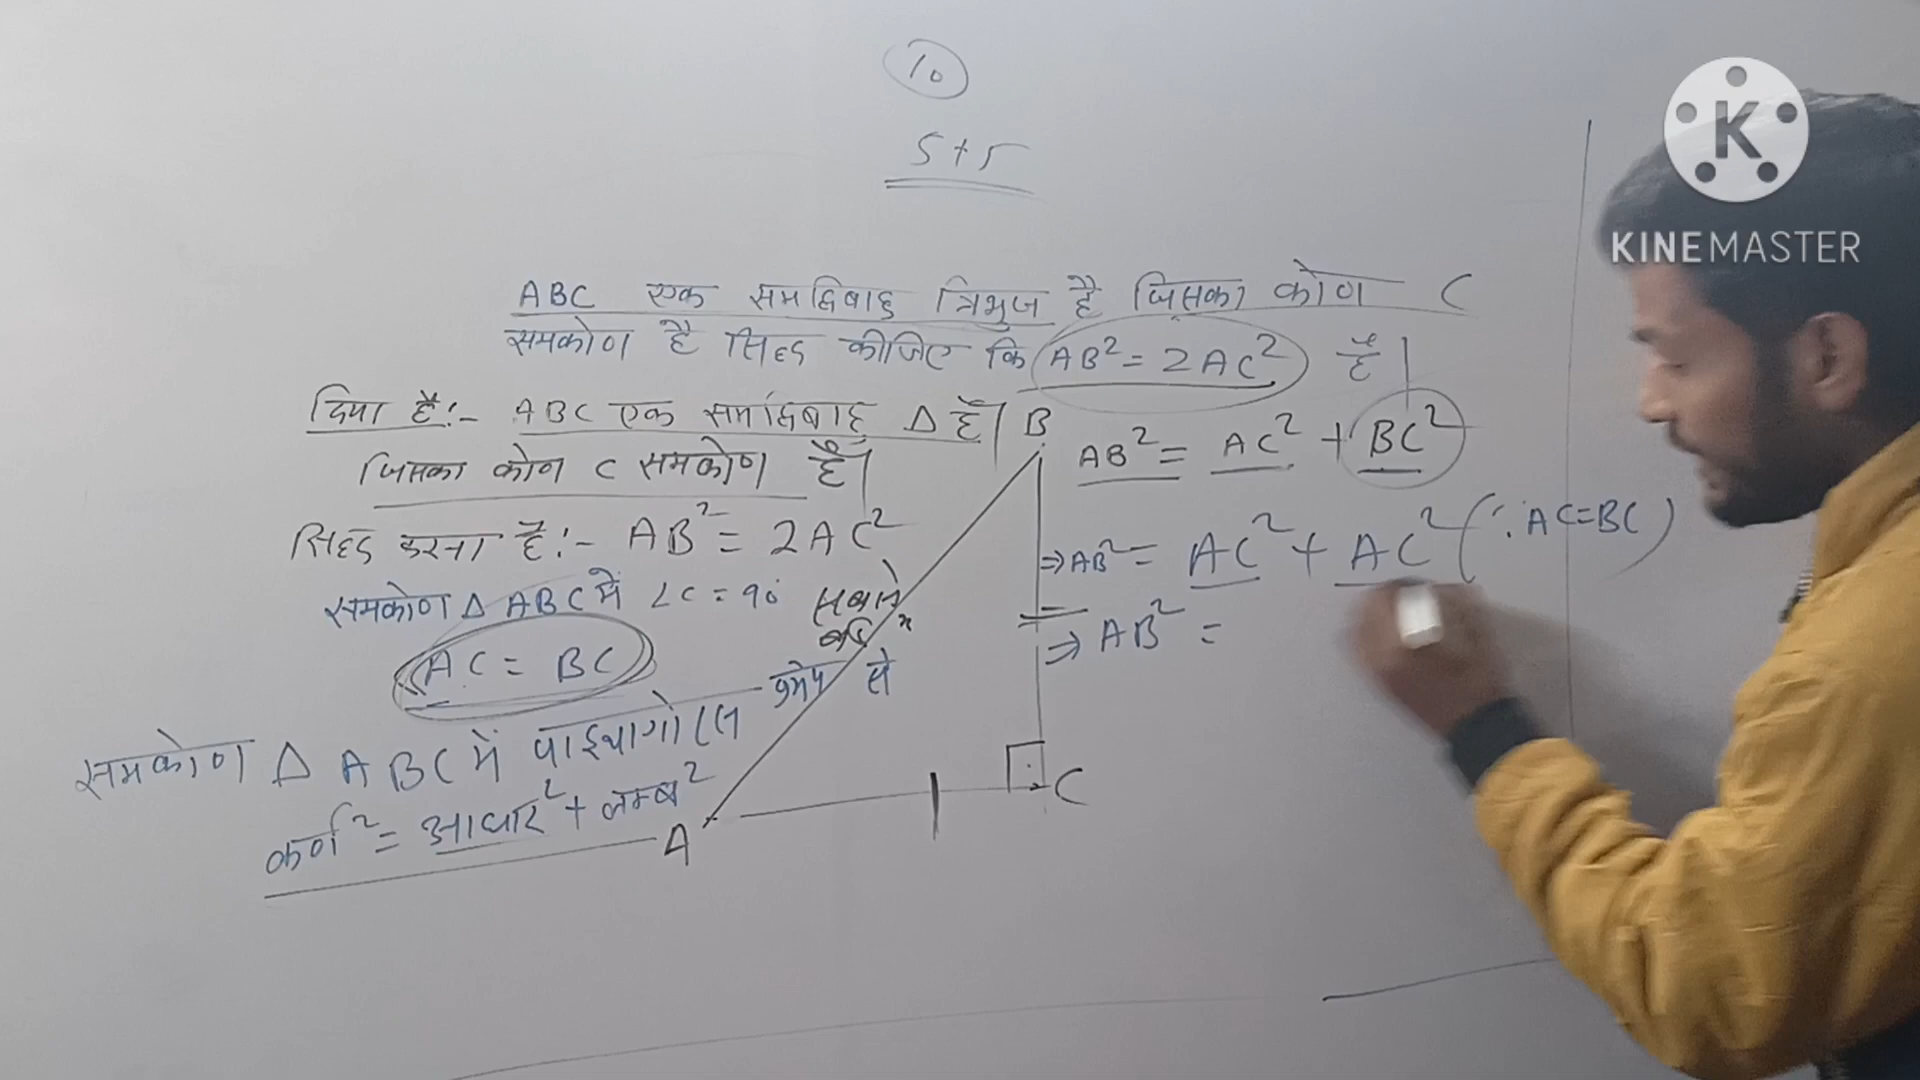 10
5+5
ABC एक समद्विबाहु त्रिभुज है जिसका कोण C
समकोण है सिद्ध कीजिए कि AB² = 2AC² है|
दिया है:- ABC एक समद्विबाहु Δ है|
जिसका कोण C समकोण है|
सिद्ध करना है:- AB² = 2AC²
समकोण Δ ABC में ∠C = 90°
AC = BC
समकोण Δ ABC में पाइथागोरस प्रमेय से
कर्ण² = आधार² + लम्ब²
B
A
C
AB² = AC² + BC²
⇒ AB² = AC² + AC² (∵ AC=BC)
⇒ AB² =
K
KINEMASTER